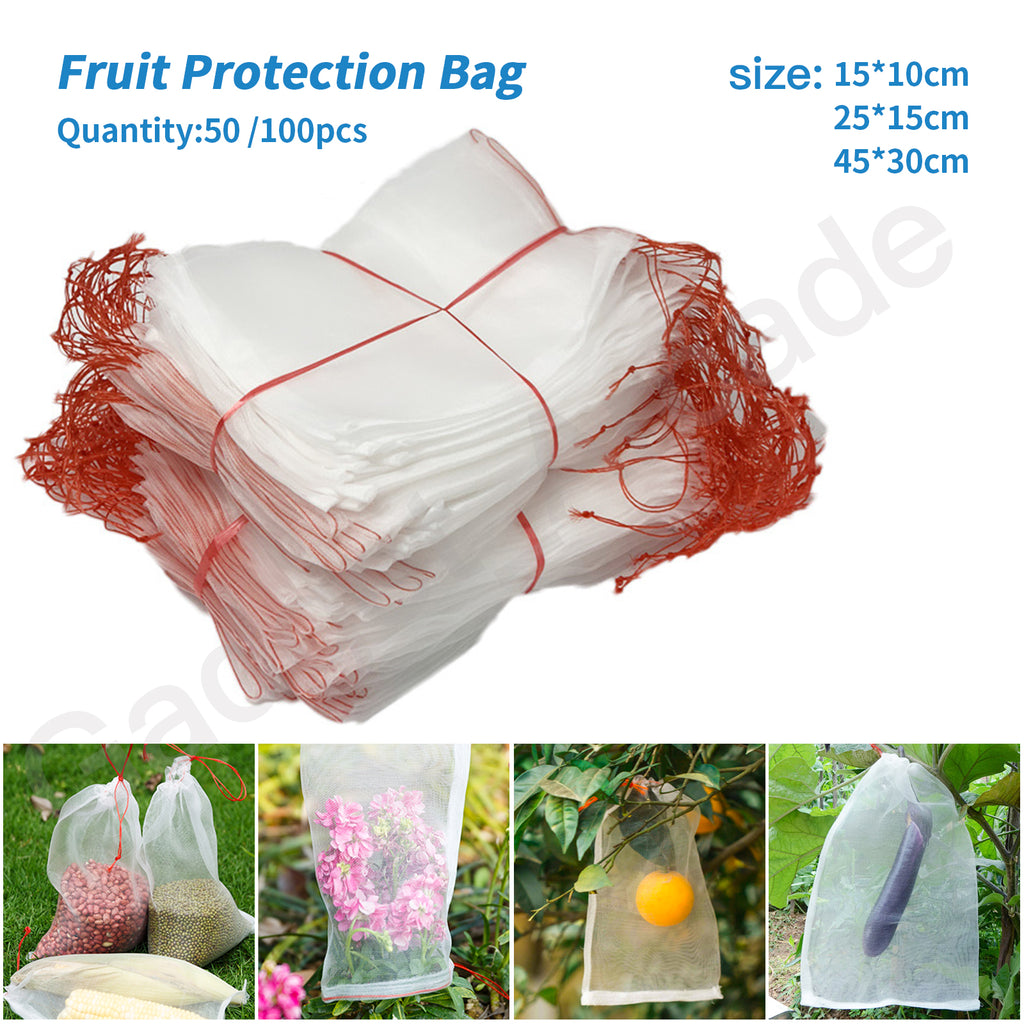 Fruit Protection Bag
Quantity:50 /100pcs
size: 15*10cm
25*15cm
45*30cm